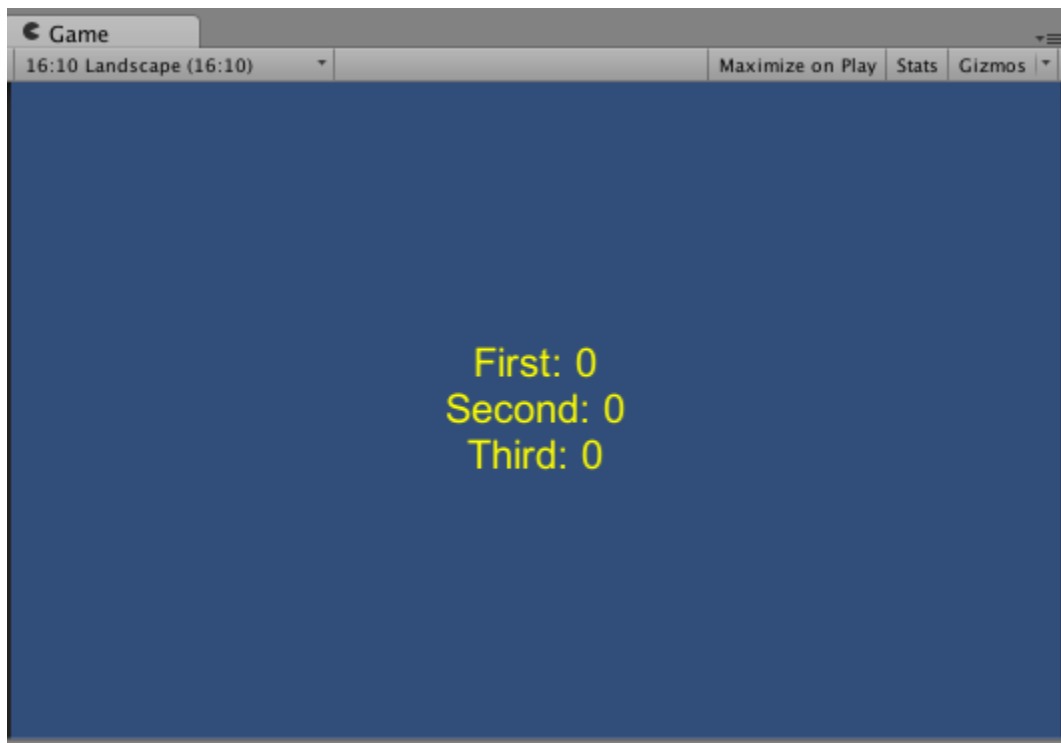 Game
16:10 Landscape (16:10) Maximize on Play Stats Gizmos
First: 0
Second: 0
Third: 0